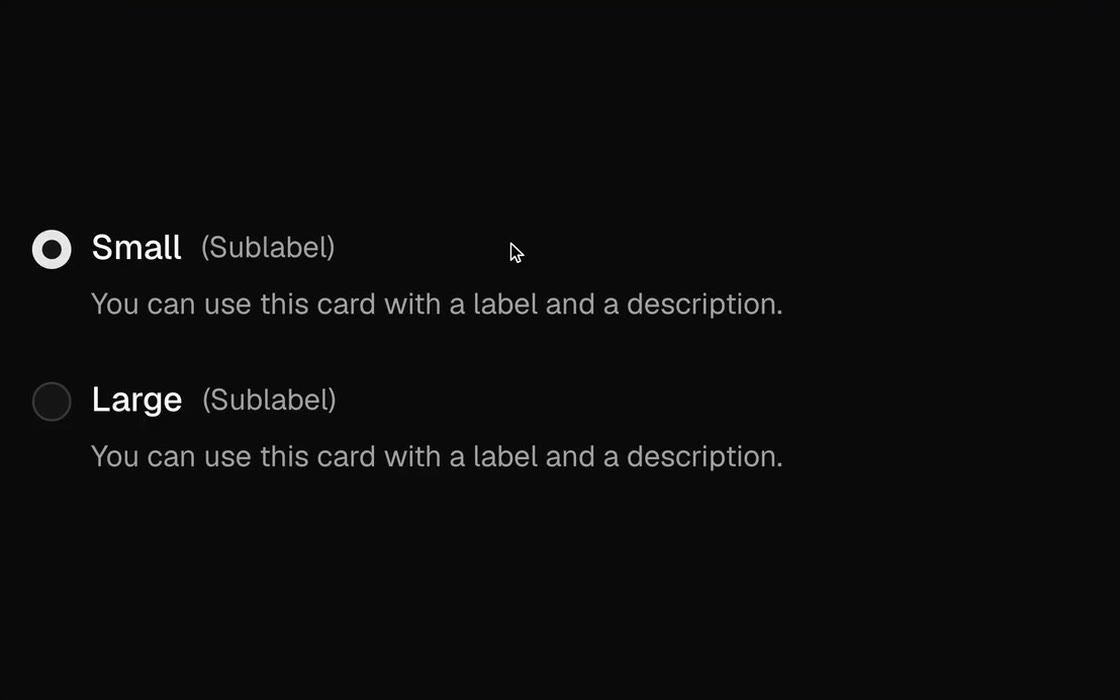 Small (Sublabel)
You can use this card with a label and a description.
Large (Sublabel)
You can use this card with a label and a description.